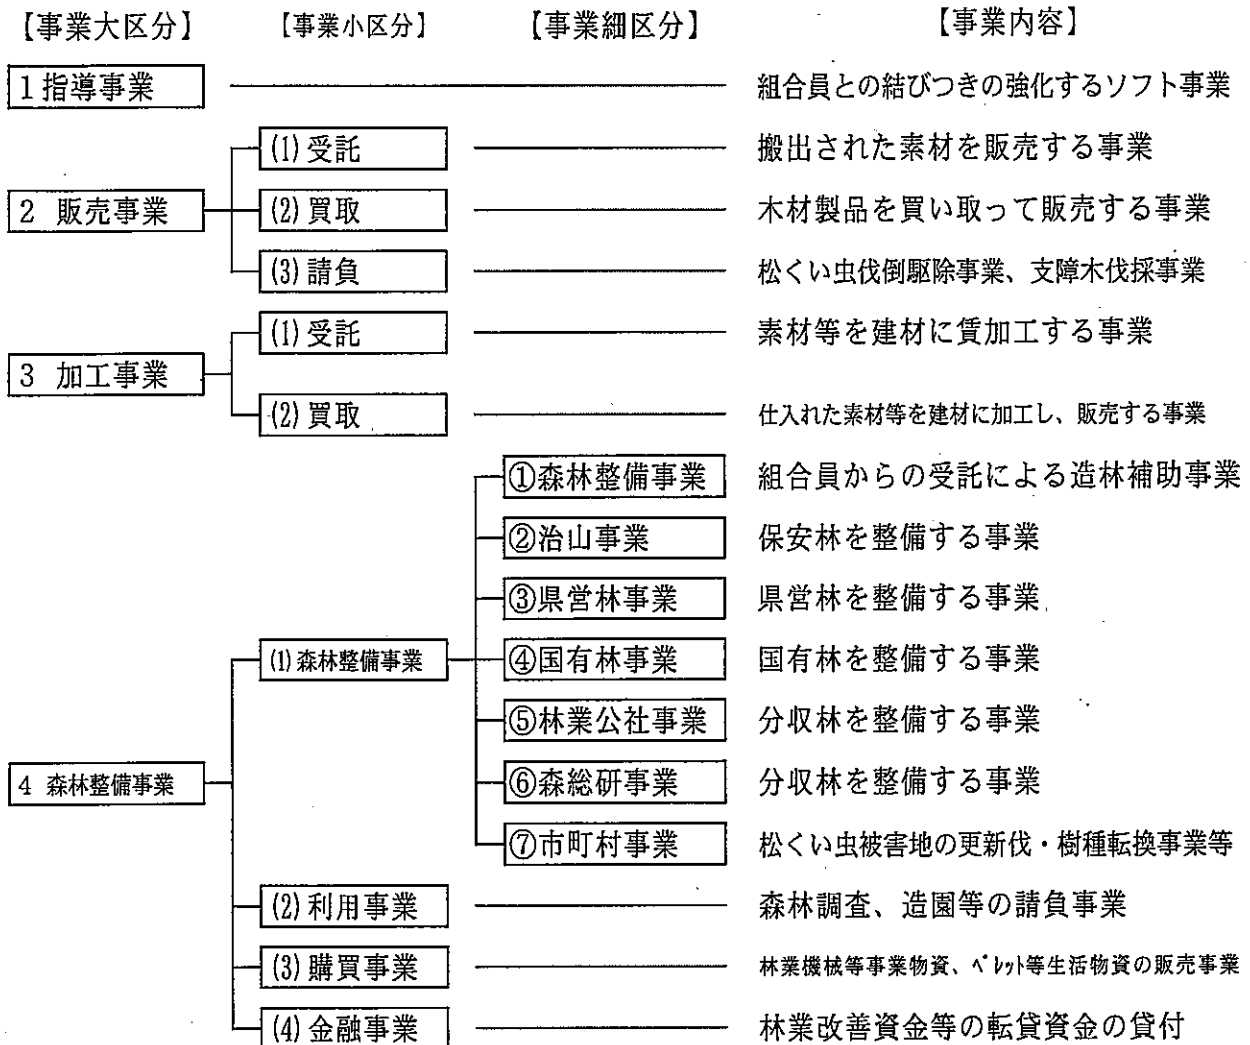 【事業大区分】 【事業小区分】 【事業細区分】 【事業内容】
1 指導事業 組合員との結びつきの強化するソフト事業
(1) 受託 搬出された素材を販売する事業
2 販売事業 (2) 買取 木材製品を買い取って販売する事業
(3) 請負 松くい虫伐倒駆除事業、支障木伐採事業
(1) 受託 素材等を建材に賃加工する事業
3 加工事業
(2) 買取 仕入れた素材等を建材に加工し、販売する事業
①森林整備事業 組合員からの受託による造林補助事業
②治山事業 保安林を整備する事業
③県営林事業 県営林を整備する事業
(1) 森林整備事業 ④国有林事業 国有林を整備する事業
⑤林業公社事業 分収林を整備する事業
4 森林整備事業 ⑥森総研事業 分収林を整備する事業
⑦市町村事業 松くい虫被害地の更新伐・樹種転換事業等
(2) 利用事業 森林調査、造園等の請負事業
(3) 購買事業 林業機械等事業物資、ペレット等生活物資の販売事業
(4) 金融事業 林業改善資金等の転貸資金の貸付